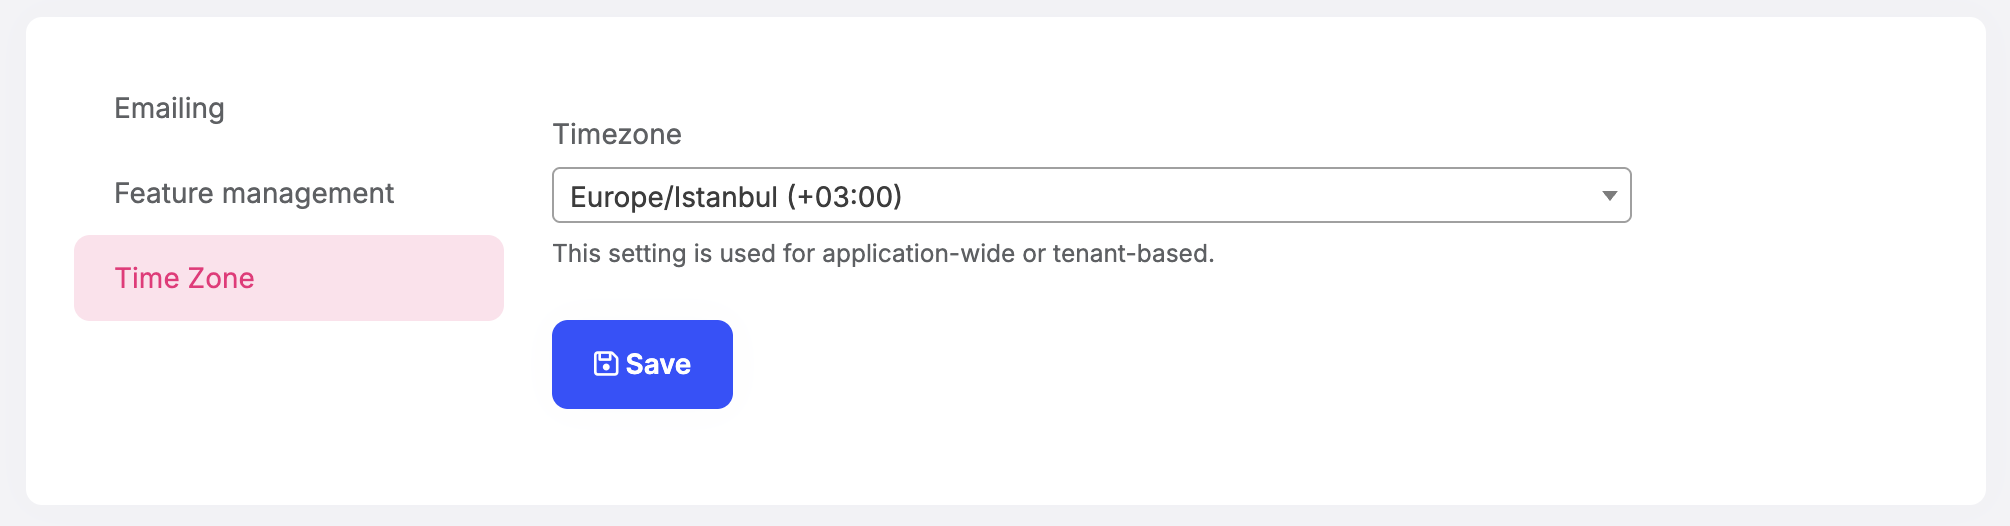 Emailing
Feature management
Time Zone
Timezone
Europe/Istanbul (+03:00)
This setting is used for application-wide or tenant-based.
Save